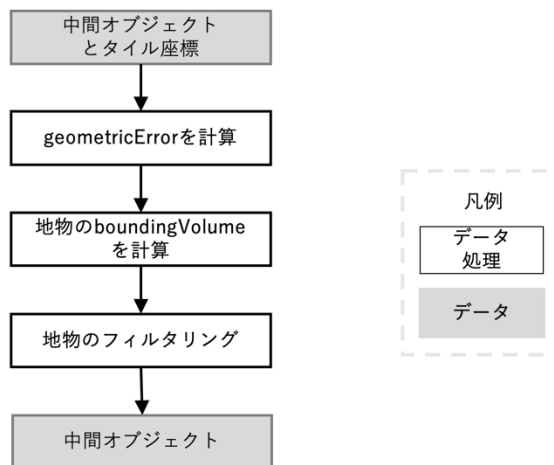 中間オブジェクト
とタイル座標
geometricErrorを計算
地物のboundingVolume
を計算
地物のフィルタリング
中間オブジェクト
凡例
データ
処理
データ